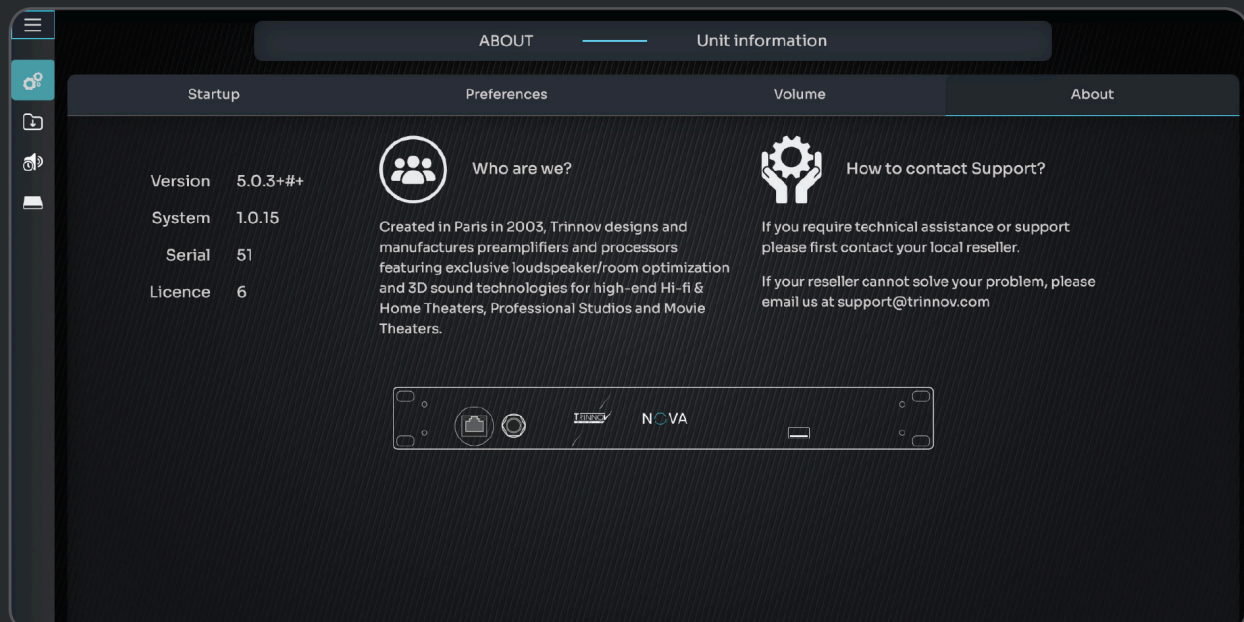 ABOUT Unit information
Startup Preferences Volume About
Version 5.0.3+#+
System 1.0.15
Serial 51
Licence 6
Who are we?
Created in Paris in 2003, Trinnov designs and
manufactures preamplifiers and processors
featuring exclusive loudspeaker/room optimization
and 3D sound technologies for high-end Hi-fi &
Home Theaters, Professional Studios and Movie
Theaters.
How to contact Support?
If you require technical assistance or support
please first contact your local reseller.
If your reseller cannot solve your problem, please
email us at support@trinnov.com
TRINNOV NOVA